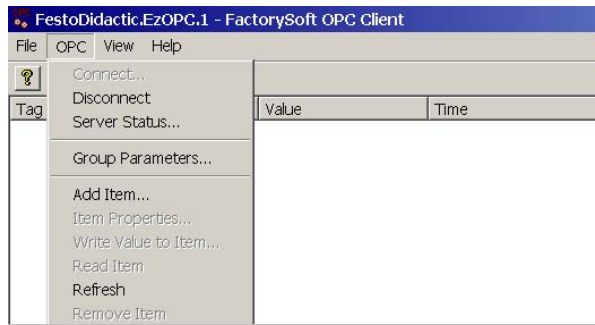 FestoDidactic.EzOPC.1 - FactorySoft OPC Client
File OPC View Help
Connect...
Disconnect
Server Status...
Group Parameters...
Add Item...
Item Properties...
Write Value to Item...
Read Item
Refresh
Remove Item
Tag Value Time